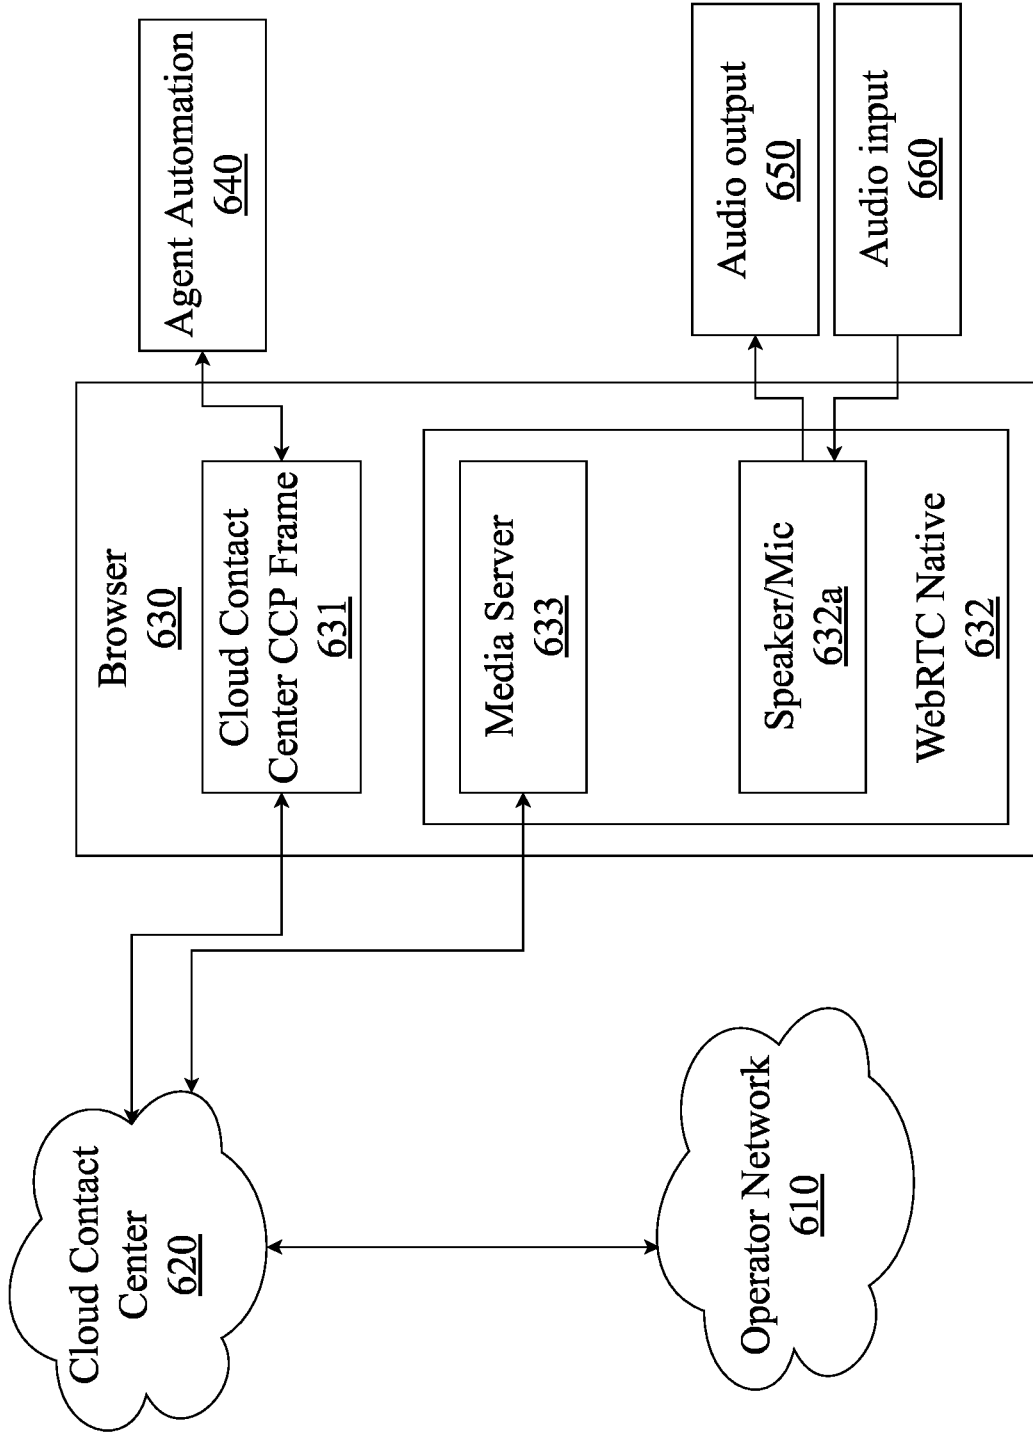 Cloud Contact
Center
620
Operator Network
610
Browser
630
Cloud Contact
Center CCP Frame
631
Media Server
633
Speaker/Mic
632a
WebRTC Native
632
Agent Automation
640
Audio output
650
Audio input
660